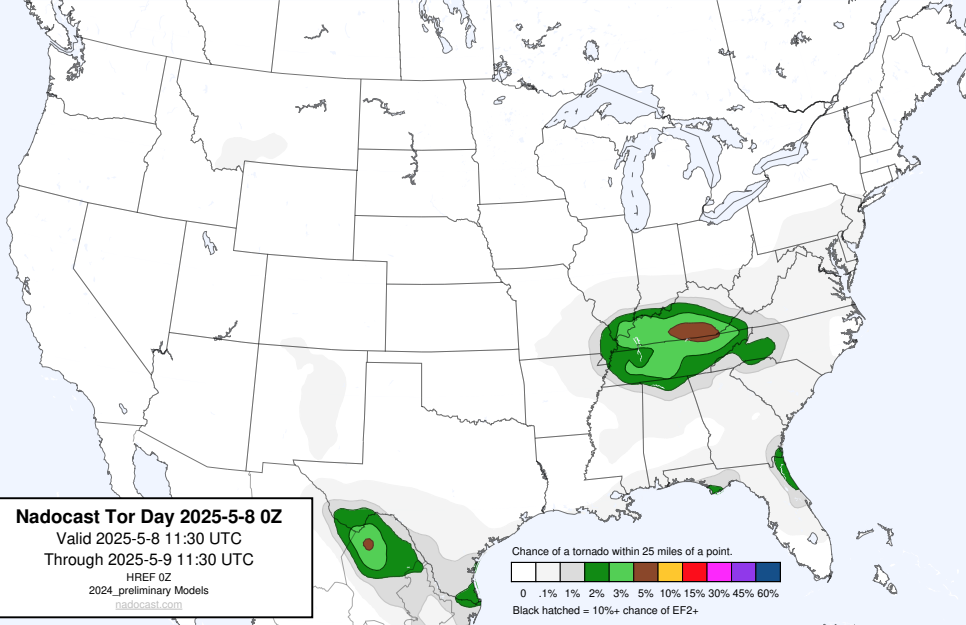 Nadocast Tor Day 2025-5-8 0Z
Valid 2025-5-8 11:30 UTC
Through 2025-5-9 11:30 UTC
HREF 0Z
2024_preliminary Models
nadocast.com
Chance of a tornado within 25 miles of a point.
0 .1% 1% 2% 3% 5% 10% 15% 30% 45% 60%
Black hatched = 10%+ chance of EF2+